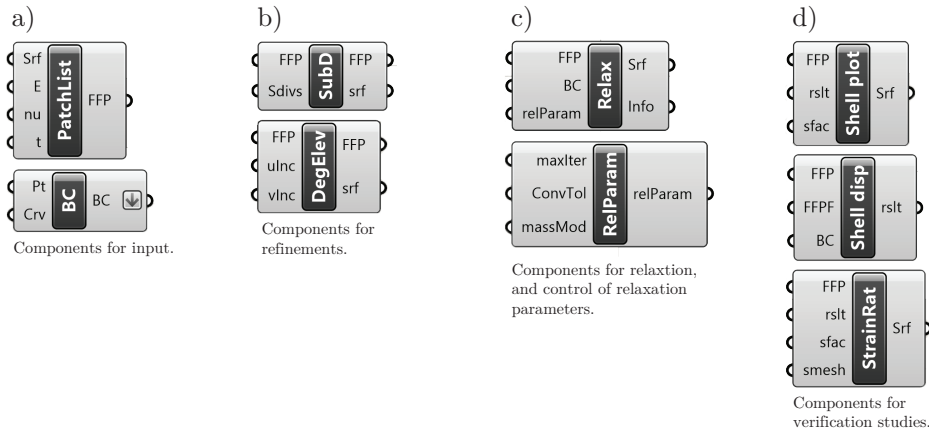 a)
Srf
E
nu
t
PatchList
FFP
Pt
Crv
BC
BC
Components for input.
b)
FFP
Sdivs
SubD
FFP
srf
FFP
uInc
vInc
DegElev
FFP
srf
Components for
refinements.
c)
FFP
BC
relParam
Relax
Srf
Info
maxIter
ConvTol
massMod
RelParam
relParam
Components for relaxtion,
and control of relaxation
parameters.
d)
FFP
rslt
sfac
Shell plot
Srf
FFP
FFPF
BC
Shell disp
rslt
FFP
rslt
sfac
smesh
StrainRat
Srf
Components for
verification studies.